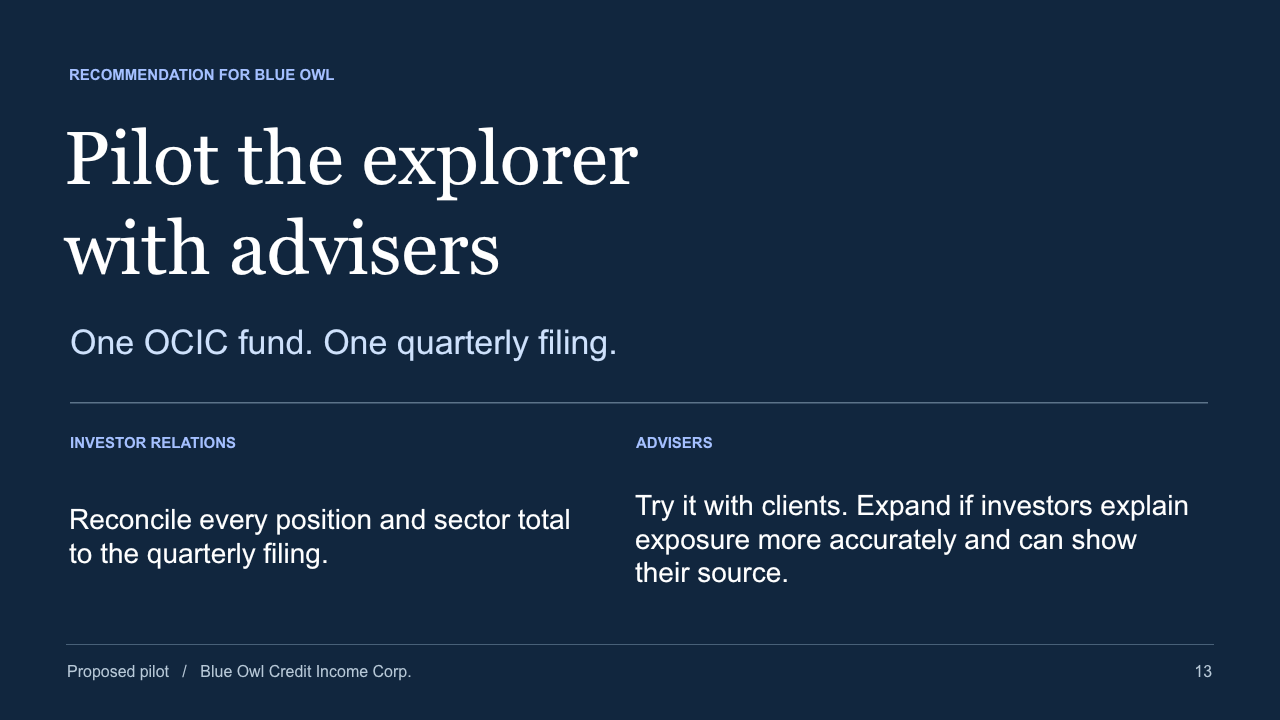 RECOMMENDATION FOR BLUE OWL
Pilot the explorer
with advisers
One OCIC fund. One quarterly filing.
INVESTOR RELATIONS
Reconcile every position and sector total
to the quarterly filing.
ADVISERS
Try it with clients. Expand if investors explain
exposure more accurately and can show
their source.
Proposed pilot / Blue Owl Credit Income Corp.
13